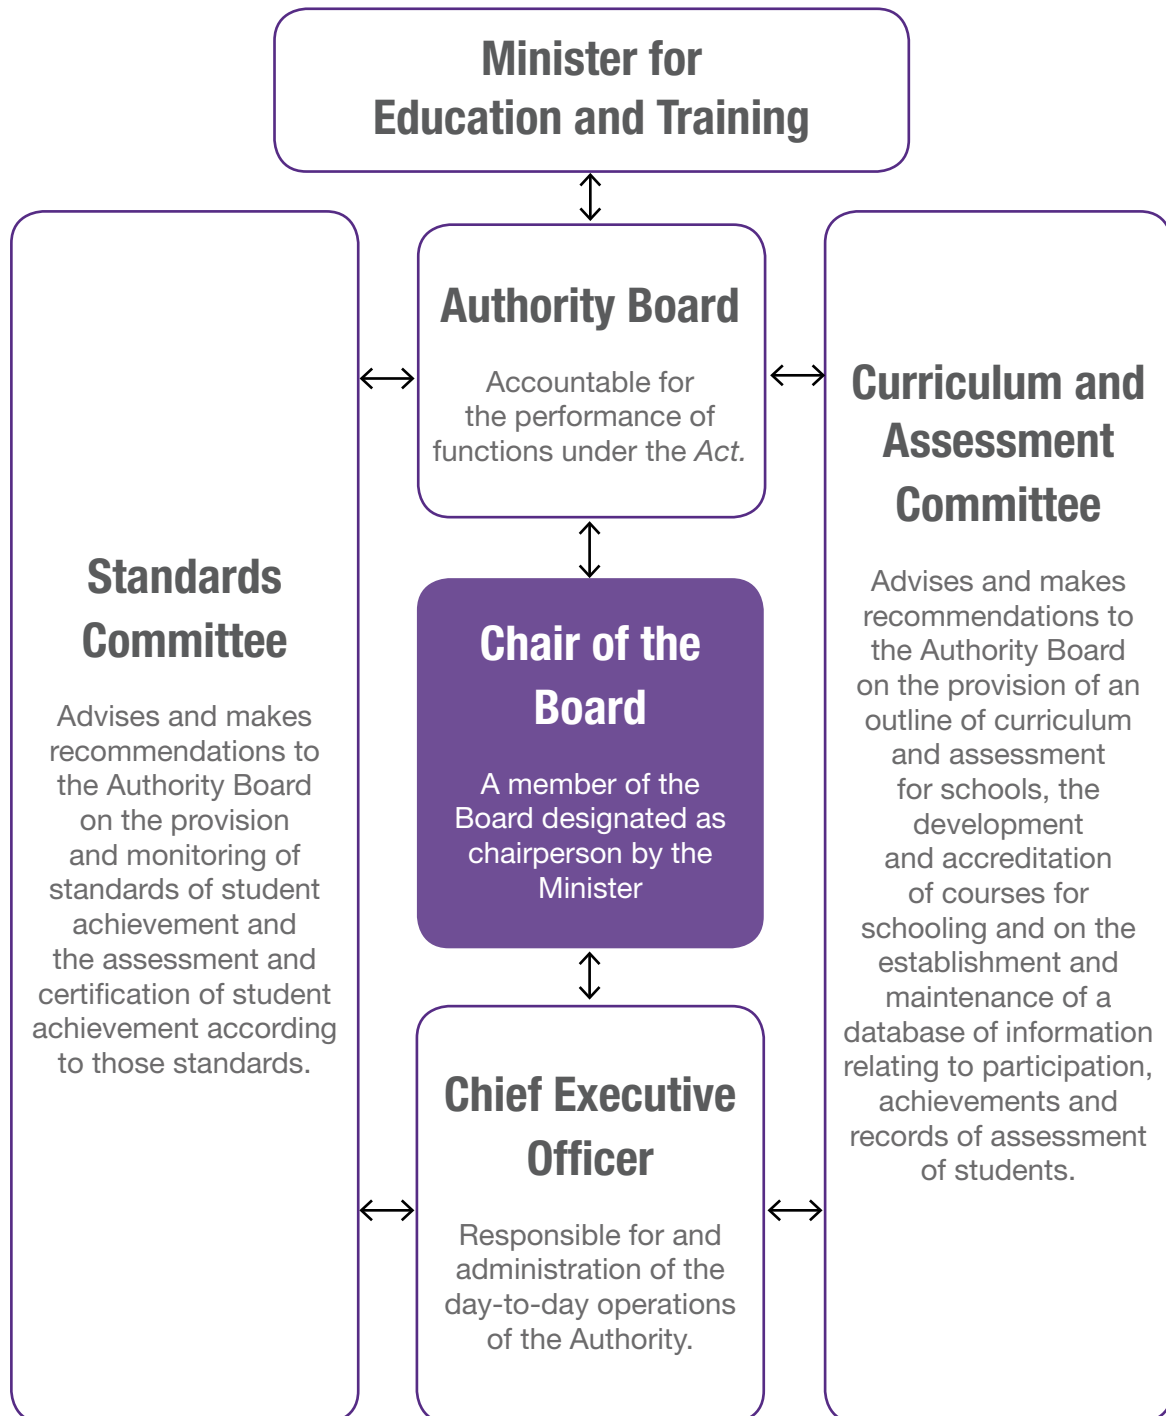 Minister for
Education and Training
Authority Board
Accountable for
the performance of
functions under the Act.
Standards
Committee
Advises and makes
recommendations to
the Authority Board
on the provision
and monitoring of
standards of student
achievement and
the assessment and
certification of student
achievement according
to those standards.
Chair of the
Board
A member of the
Board designated as
chairperson by the
Minister
Curriculum and
Assessment
Committee
Advises and makes
recommendations to
the Authority Board
on the provision of an
outline of curriculum
and assessment
for schools, the
development
and accreditation
of courses for
schooling and on the
establishment and
maintenance of a
database of information
relating to participation,
achievements and
records of assessment
of students.
Chief Executive
Officer
Responsible for and
administration of the
day-to-day operations
of the Authority.